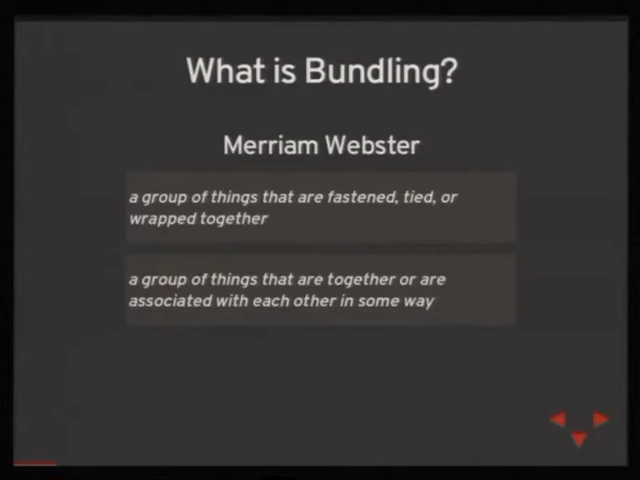 What is Bundling?
Merriam Webster
a group of things that are fastened, tied, or
wrapped together
a group of things that are together or are
associated with each other in some way